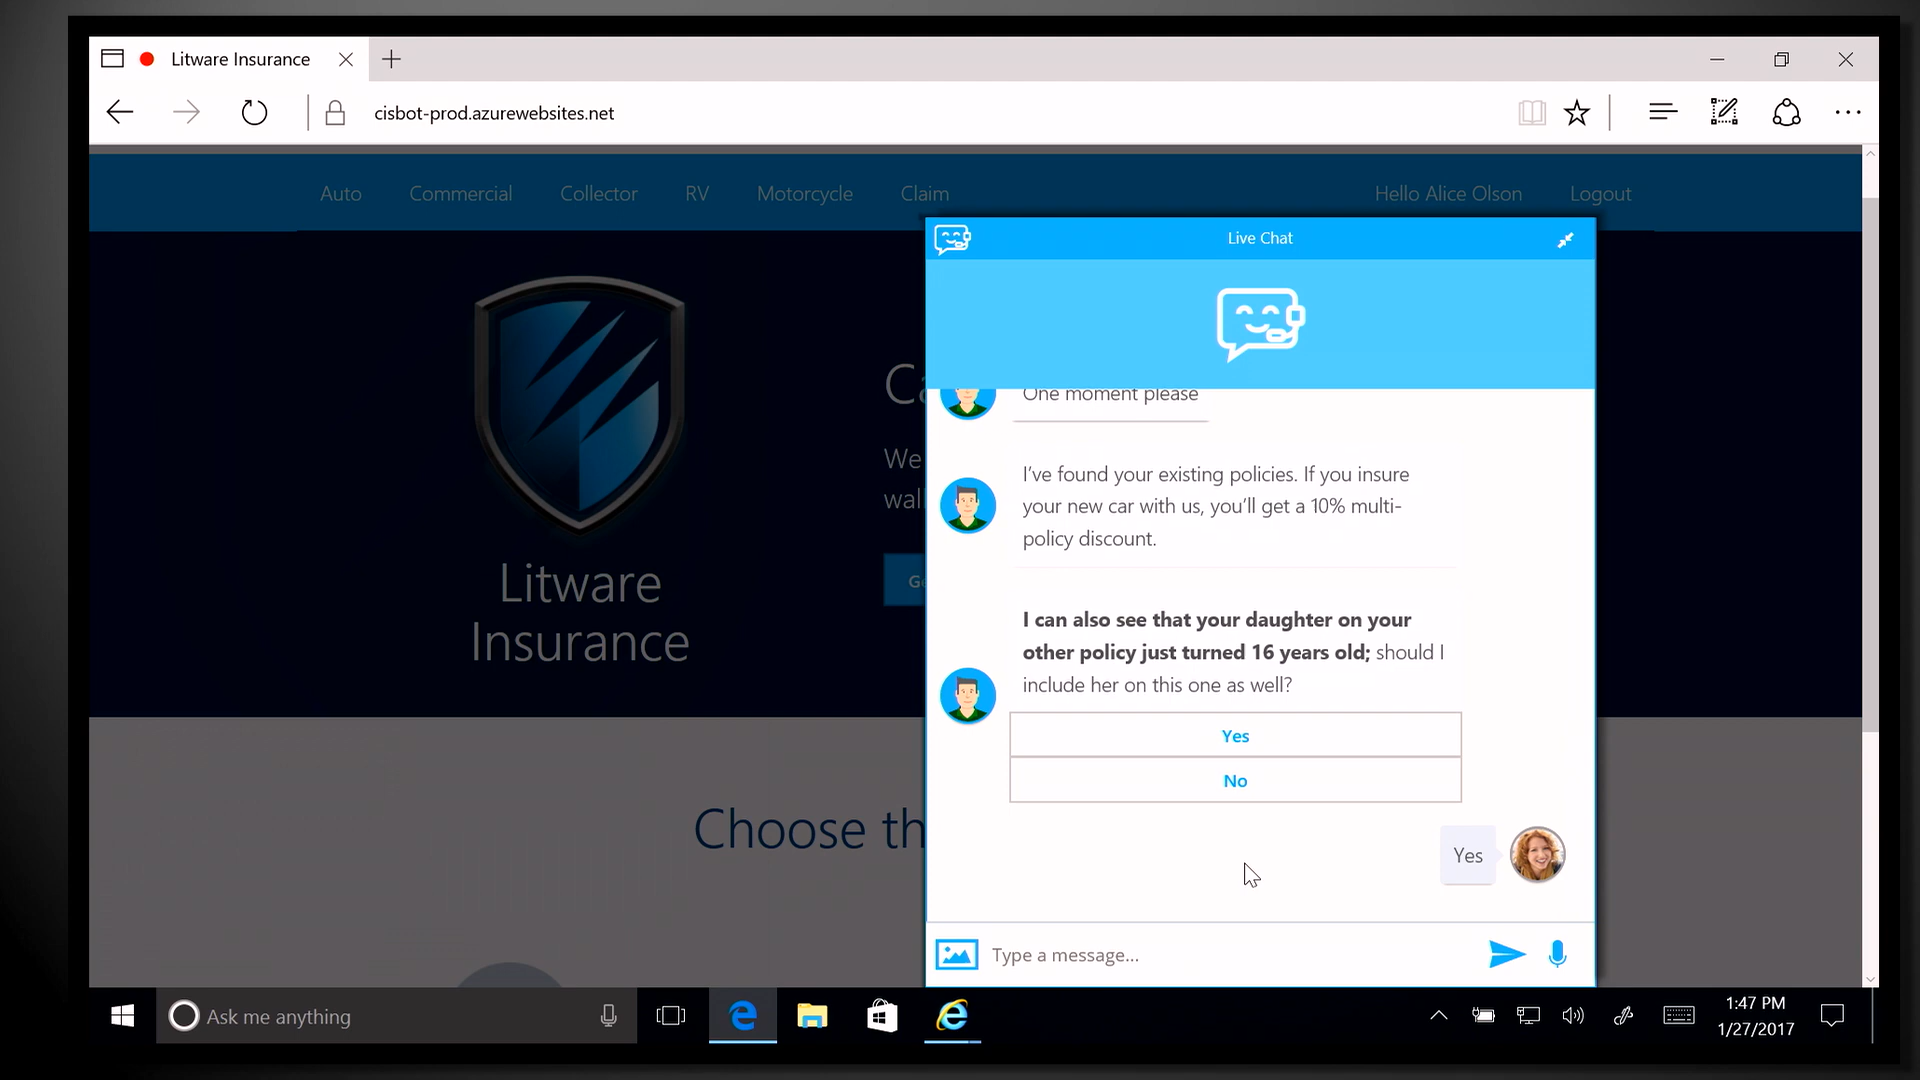 Litware Insurance
cisbot-prod.azurewebsites.net
Auto Commercial Collector RV Motorcycle Claim Hello Alice Olson Logout
Live Chat
Litware
Insurance
Ca
We
wal
Ge
Choose th
One moment please
I've found your existing policies. If you insure
your new car with us, you'll get a 10% multi-
policy discount.
I can also see that your daughter on your
other policy just turned 16 years old; should I
include her on this one as well?
Yes
No
Yes
Type a message...
Ask me anything
1:47 PM
1/27/2017